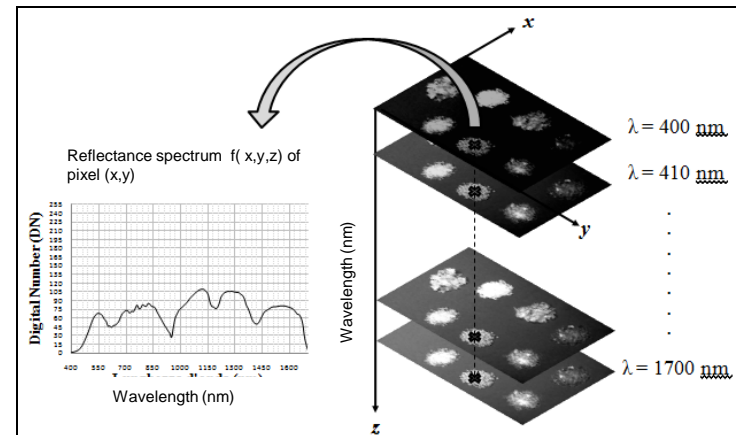 x
λ = 400 nm
λ = 410 nm
Reflectance spectrum f( x,y,z) of
pixel (x,y)
y
.
.
.
.
.
.
Wavelength (nm)
Digital Number (DN)
255
240
225
210
195
180
165
150
135
120
105
90
75
60
45
30
15
0
400 550 700 850 1000 1150 1300 1450 1600
Wavelength (nm)
λ = 1700 nm
z